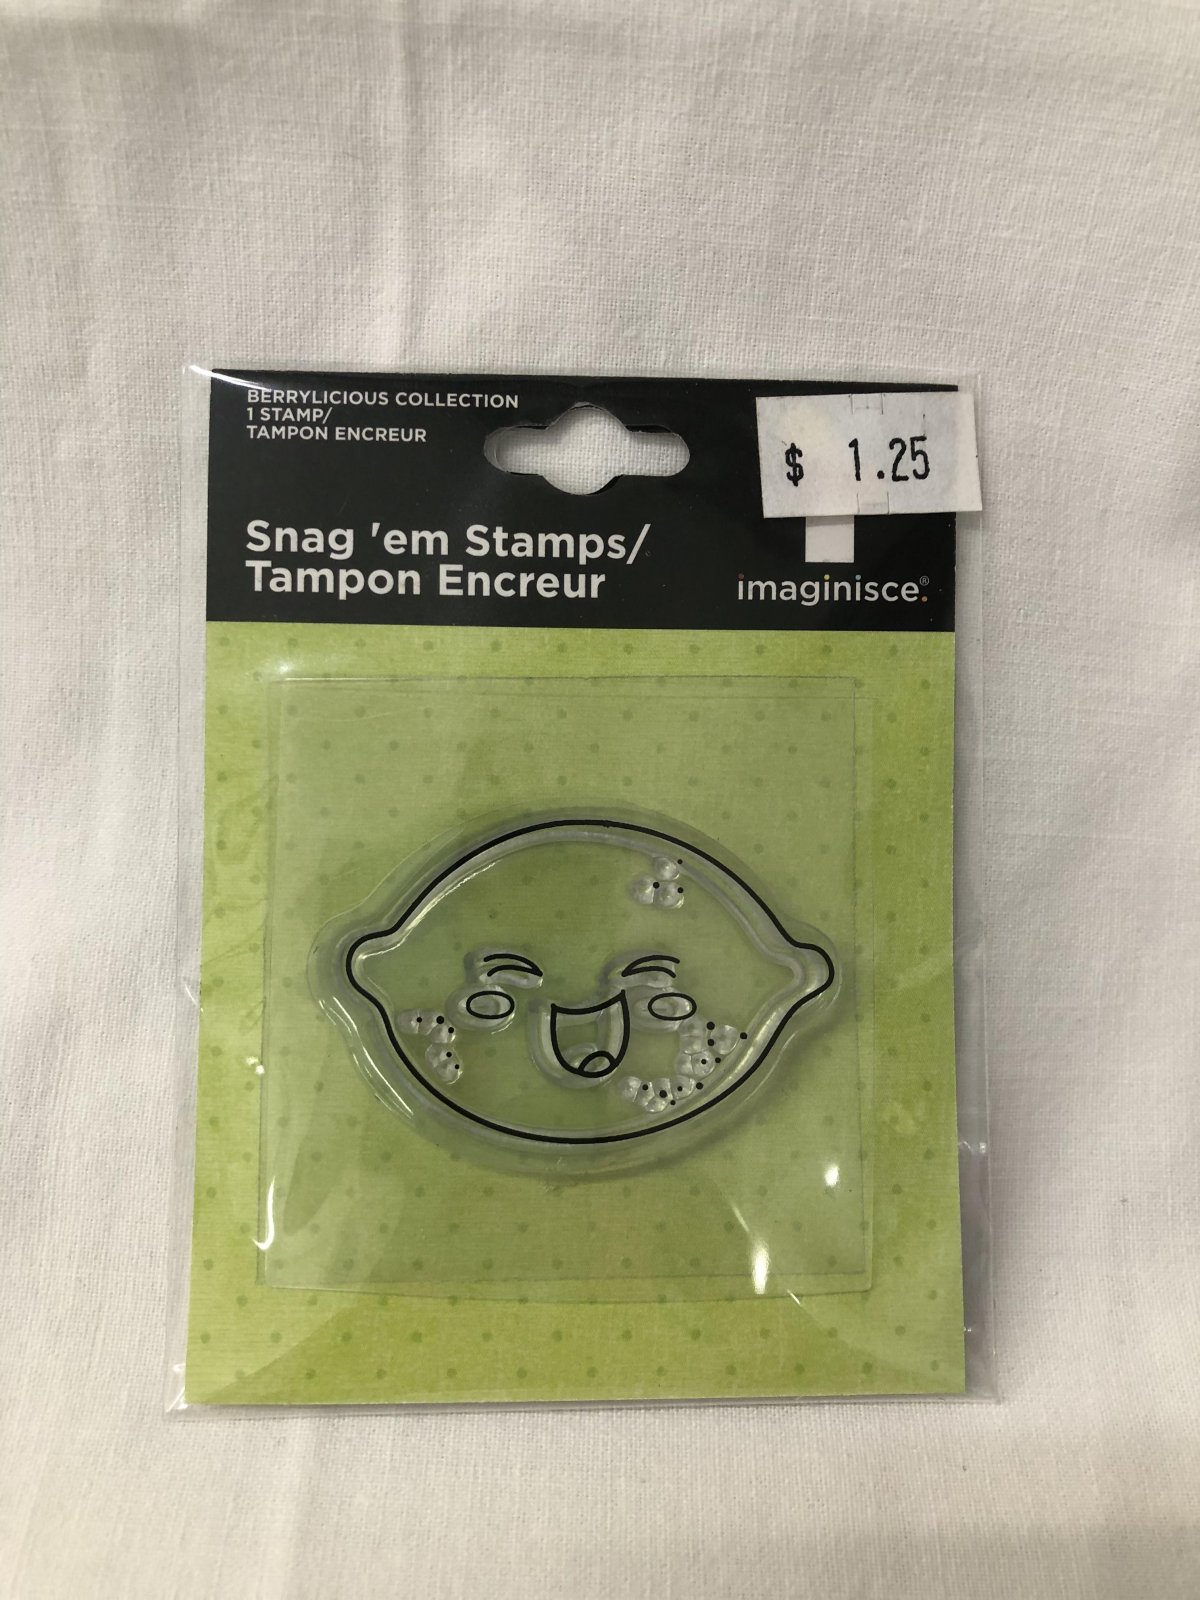 BERRYLICIOUS COLLECTION
1 STAMP/
TAMPON ENCREUR
$ 1.25
Snag 'em Stamps/
Tampon Encreur
imaginisce®